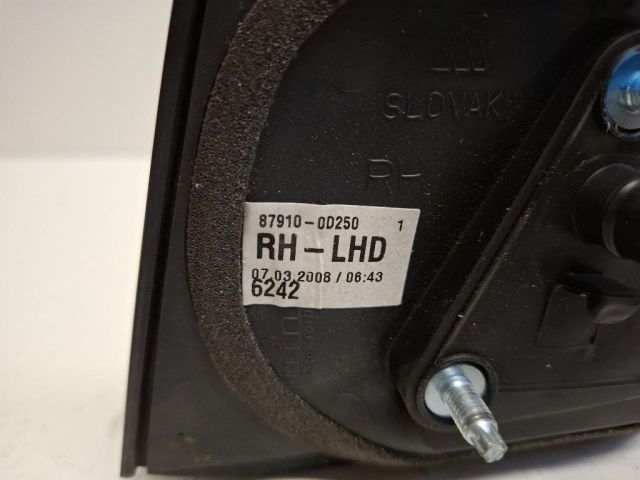 SLOVAK
RH
87910-0D250 1
RH-LHD
07.03.2008 / 06:43
6242